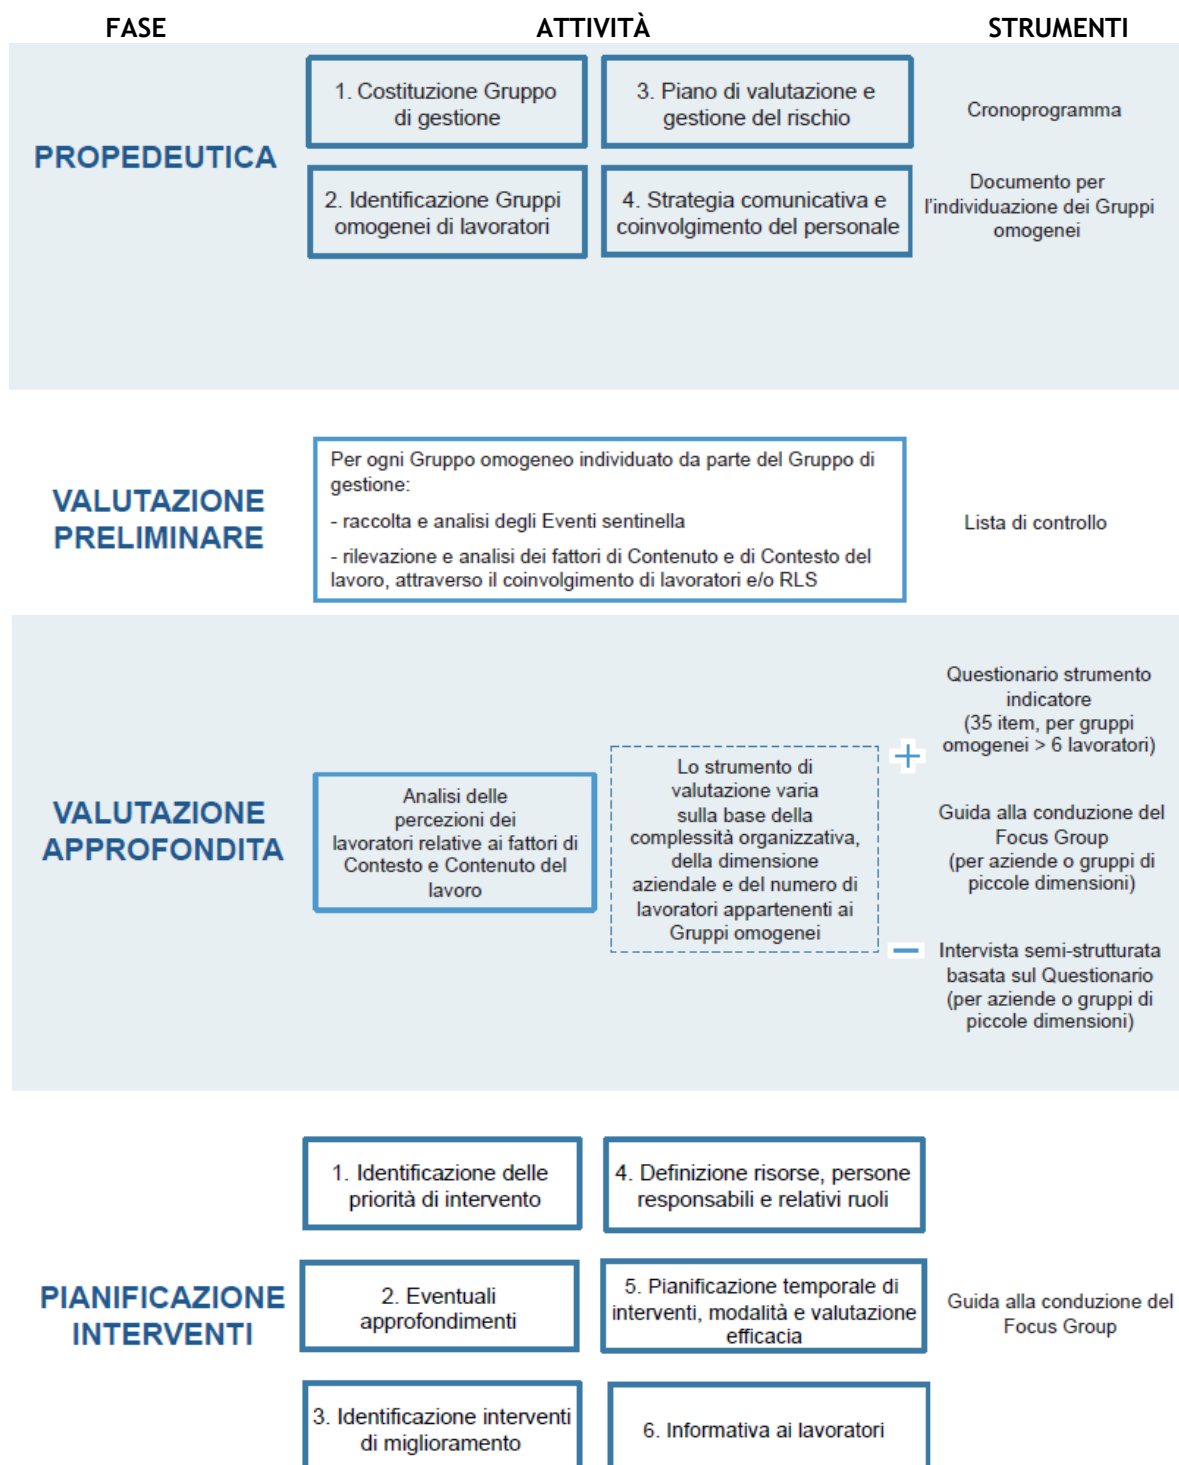 FASE
ATTIVITÀ
STRUMENTI
PROPEDEUTICA
1. Costituzione Gruppo
di gestione
3. Piano di valutazione e
gestione del rischio
2. Identificazione Gruppi
omogenei di lavoratori
4. Strategia comunicativa e
coinvolgimento del personale
Cronoprogramma
Documento per
l'individuazione dei Gruppi
omogenei
VALUTAZIONE
PRELIMINARE
Per ogni Gruppo omogeneo individuato da parte del Gruppo di
gestione:
- raccolta e analisi degli Eventi sentinella
- rilevazione e analisi dei fattori di Contenuto e di Contesto del
lavoro, attraverso il coinvolgimento di lavoratori e/o RLS
Lista di controllo
VALUTAZIONE
APPROFONDITA
Analisi delle
percezioni dei
lavoratori relative ai fattori di
Contesto e Contenuto del
lavoro
Lo strumento di
valutazione varia
sulla base della
complessità organizzativa,
della dimensione
aziendale e del numero di
lavoratori appartenenti ai
Gruppi omogenei
+
−
Questionario strumento
indicatore
(35 item, per gruppi
omogenei > 6 lavoratori)
Guida alla conduzione del
Focus Group
(per aziende o gruppi di
piccole dimensioni)
Intervista semi-strutturata
basata sul Questionario
(per aziende o gruppi di
piccole dimensioni)
PIANIFICAZIONE
INTERVENTI
1. Identificazione delle
priorità di intervento
4. Definizione risorse, persone
responsabili e relativi ruoli
2. Eventuali
approfondimenti
5. Pianificazione temporale di
interventi, modalità e valutazione
efficacia
3. Identificazione interventi
di miglioramento
6. Informativa ai lavoratori
Guida alla conduzione del
Focus Group